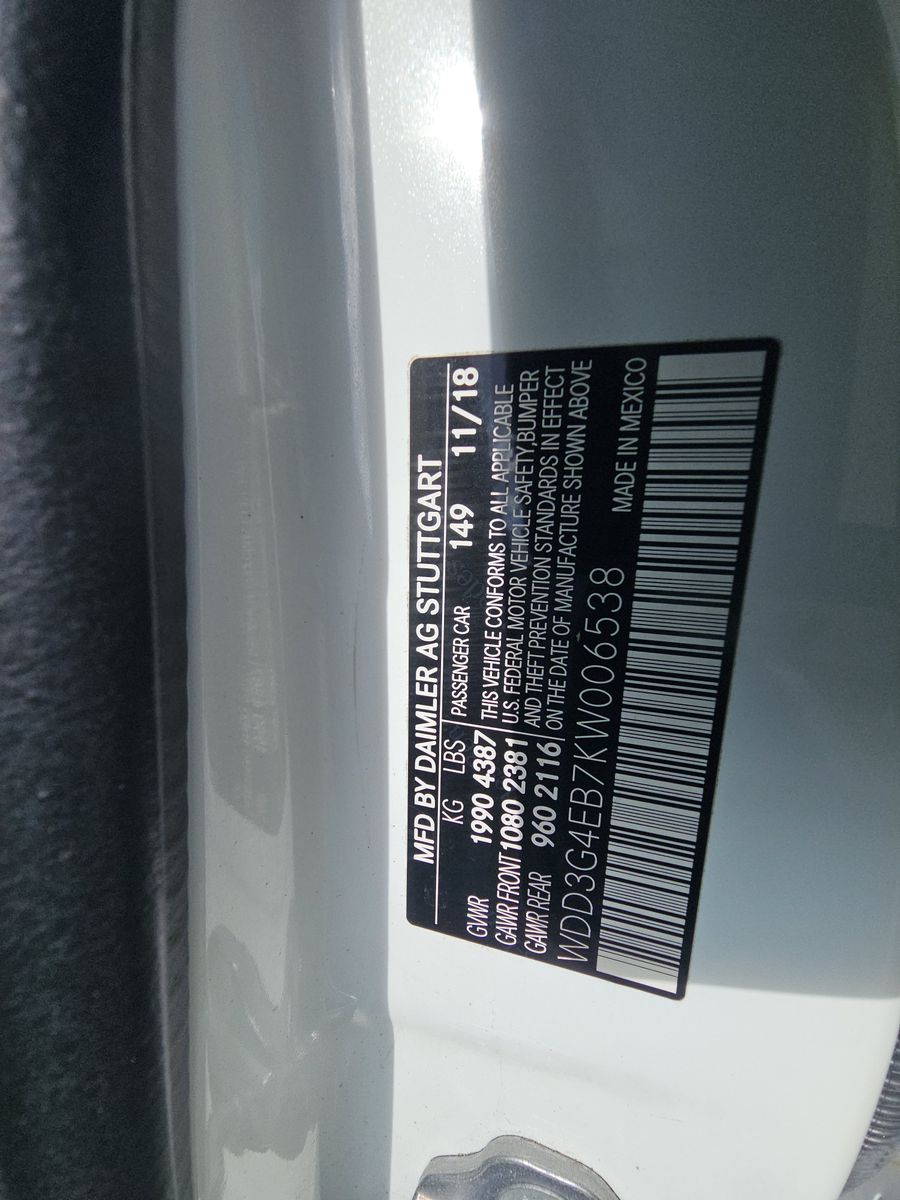 MFD BY DAIMLER AG STUTTGART
KG LBS PASSENGER CAR 149 11/18
GVWR 1990 4387 THIS VEHICLE CONFORMS TO ALL APPLICABLE
GAWR FRONT 1080 2381 U.S. FEDERAL MOTOR VEHICLE SAFETY, BUMPER
GAWR REAR 960 2116 AND THEFT PREVENTION STANDARDS IN EFFECT
ON THE DATE OF MANUFACTURE SHOWN ABOVE
WDD3G4EB7KW006538 MADE IN MEXICO